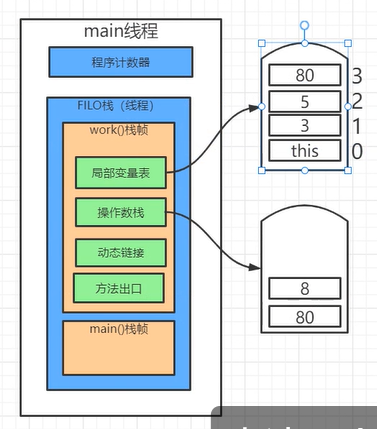 main线程
程序计数器
FILO栈（线程）
work()栈帧
局部变量表
操作数栈
动态链接
方法出口
main()栈帧
80 3
5 2
3 1
this 0
8
80